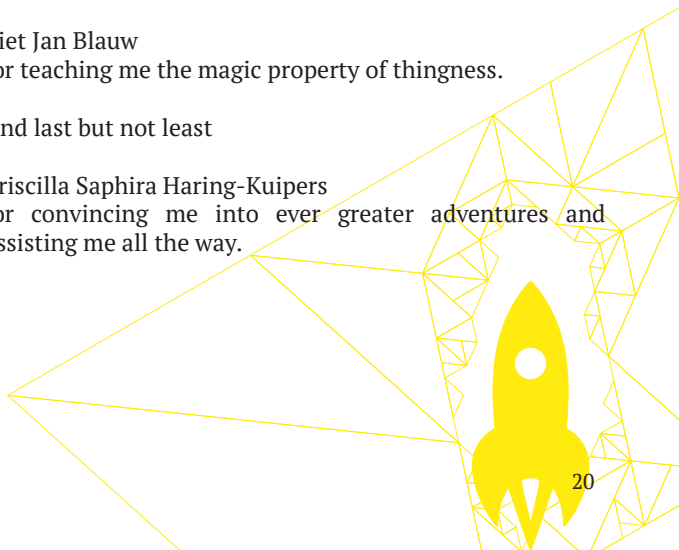 iet Jan Blauw
or teaching me the magic property of thingness.
nd last but not least
riscilla Saphira Haring-Kuipers
or convincing me into ever greater adventures and
ssisting me all the way.
20